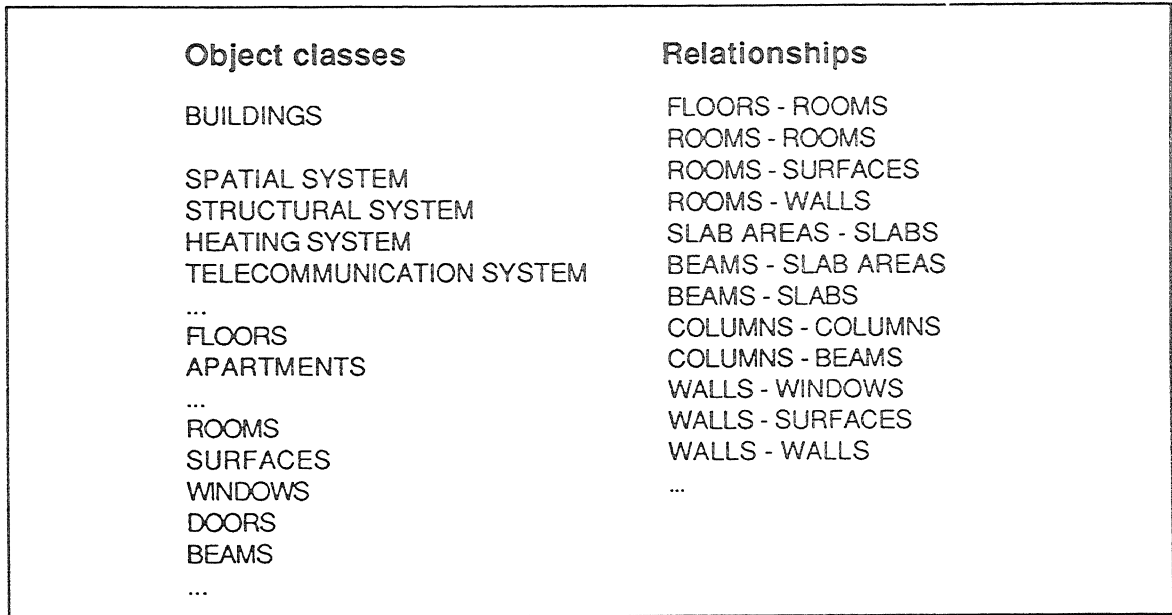 Object classes
BUILDINGS
SPATIAL SYSTEM
STRUCTURAL SYSTEM
HEATING SYSTEM
TELECOMMUNICATION SYSTEM
...
FLOORS
APARTMENTS
...
ROOMS
SURFACES
WINDOWS
DOORS
BEAMS
...
Relationships
FLOORS - ROOMS
ROOMS - ROOMS
ROOMS - SURFACES
ROOMS - WALLS
SLAB AREAS - SLABS
BEAMS - SLAB AREAS
BEAMS - SLABS
COLUMNS - COLUMNS
COLUMNS - BEAMS
WALLS - WINDOWS
WALLS - SURFACES
WALLS - WALLS
...